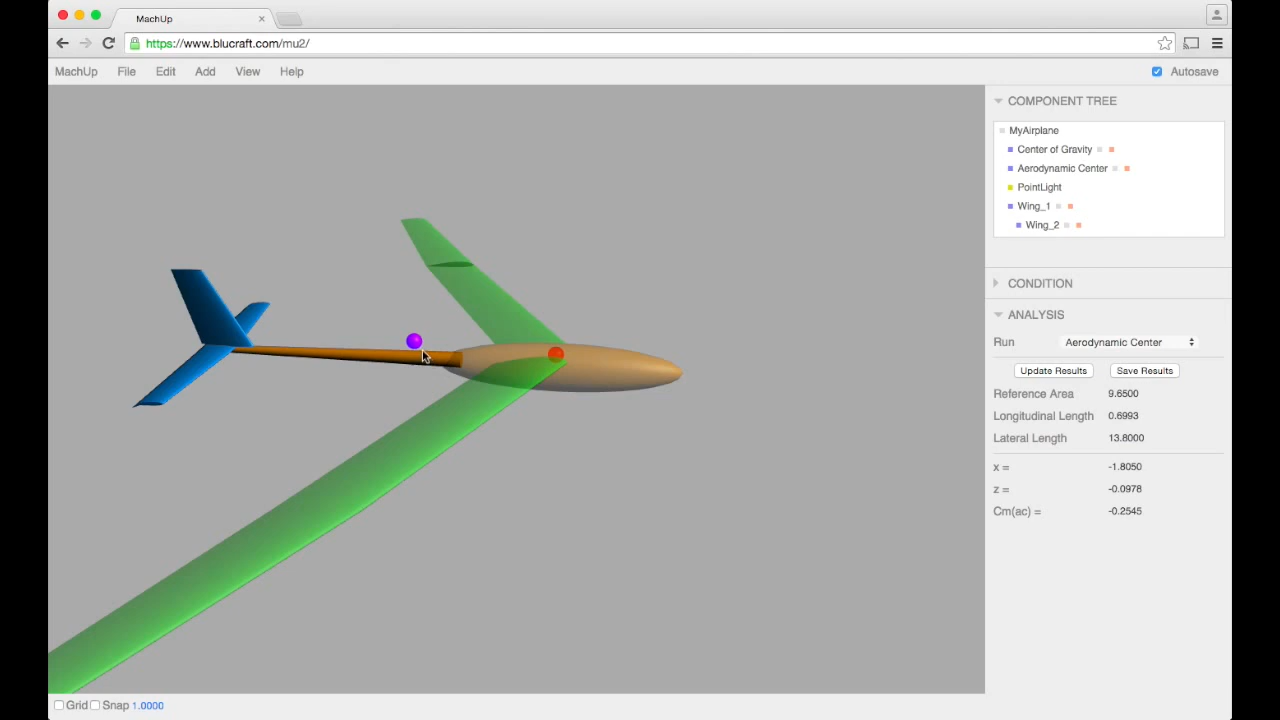 MachUp
https://www.blucraft.com/mu2/
MachUp File Edit Add View Help Autosave
COMPONENT TREE
MyAirplane
Center of Gravity
Aerodynamic Center
PointLight
Wing_1
Wing_2
CONDITION
ANALYSIS
Run Aerodynamic Center
Update Results Save Results
Reference Area 9.6500
Longitudinal Length 0.6993
Lateral Length 13.8000
x = -1.8050
z = -0.0978
Cm(ac) = -0.2545
Grid Snap 1.0000